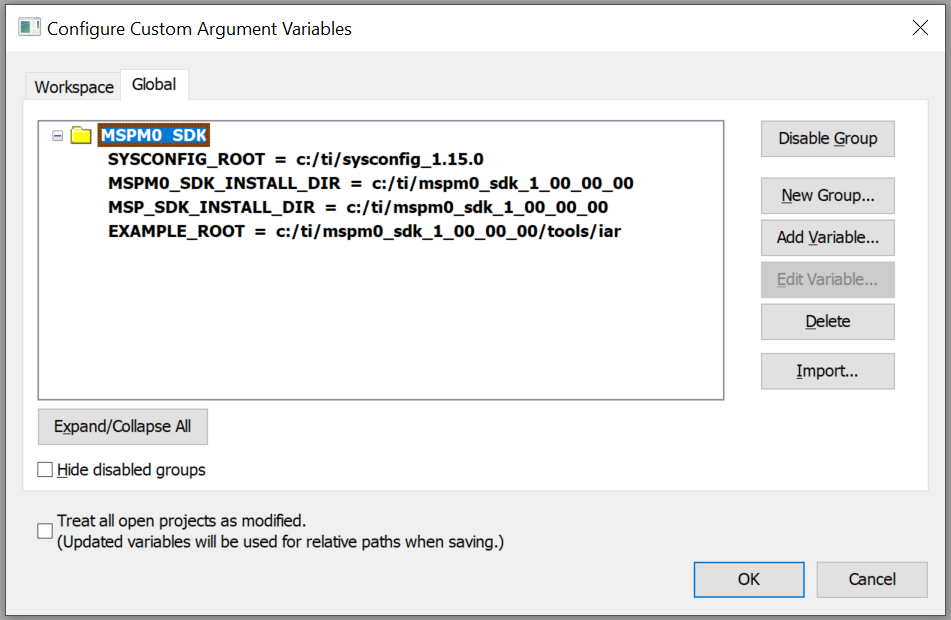 Configure Custom Argument Variables
Workspace
Global
MSPM0_SDK
SYSCONFIG_ROOT = c:/ti/sysconfig_1.15.0
MSPM0_SDK_INSTALL_DIR = c:/ti/mspm0_sdk_1_00_00_00
MSP_SDK_INSTALL_DIR = c:/ti/mspm0_sdk_1_00_00_00
EXAMPLE_ROOT = c:/ti/mspm0_sdk_1_00_00_00/tools/iar
Disable Group
New Group...
Add Variable...
Edit Variable...
Delete
Import...
Expand/Collapse All
Hide disabled groups
Treat all open projects as modified.
(Updated variables will be used for relative paths when saving.)
OK
Cancel